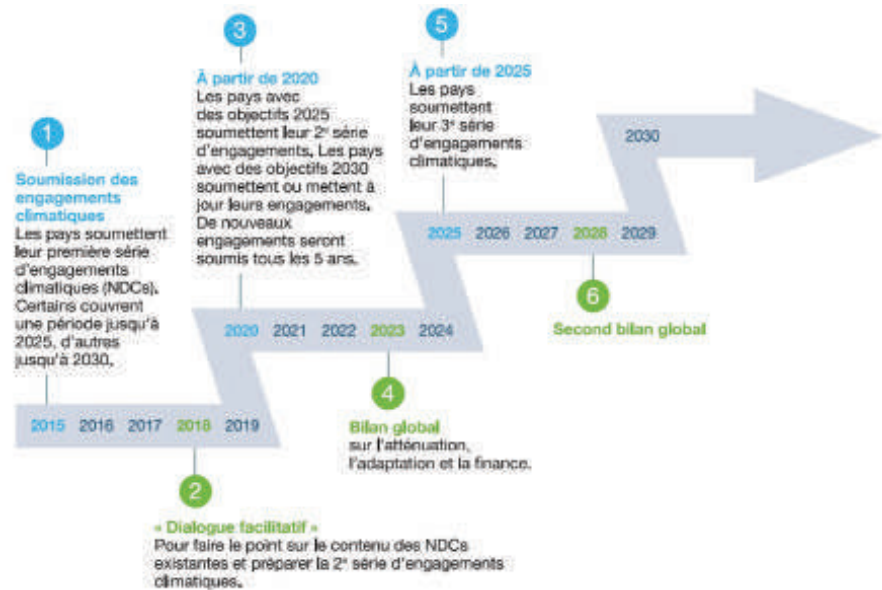 1
Soumission des
engagements
climatiques
Les pays soumettent
leur première série
d'engagements
climatiques (NDCs).
Certains couvrent
une période jusqu'à
2025, d'autres
jusqu'à 2030.
2015 2016 2017 2018 2019
2
« Dialogue facilitatif »
Pour faire le point sur le contenu des NDCs
existantes et préparer la 2e série d'engagements
climatiques.
3
À partir de 2020
Les pays avec
des objectifs 2025
soumettent leur 2e série
d'engagements. Les pays
avec des objectifs 2030
soumettent ou mettent à
jour leurs engagements.
De nouveaux
engagements seront
soumis tous les 5 ans.
2020 2021 2022 2023 2024
4
Bilan global
sur l'atténuation,
l'adaptation et la finance.
5
À partir de 2025
Les pays
soumettent
leur 3e série
d'engagements
climatiques.
2025 2026 2027 2028 2029
6
Second bilan global
2030